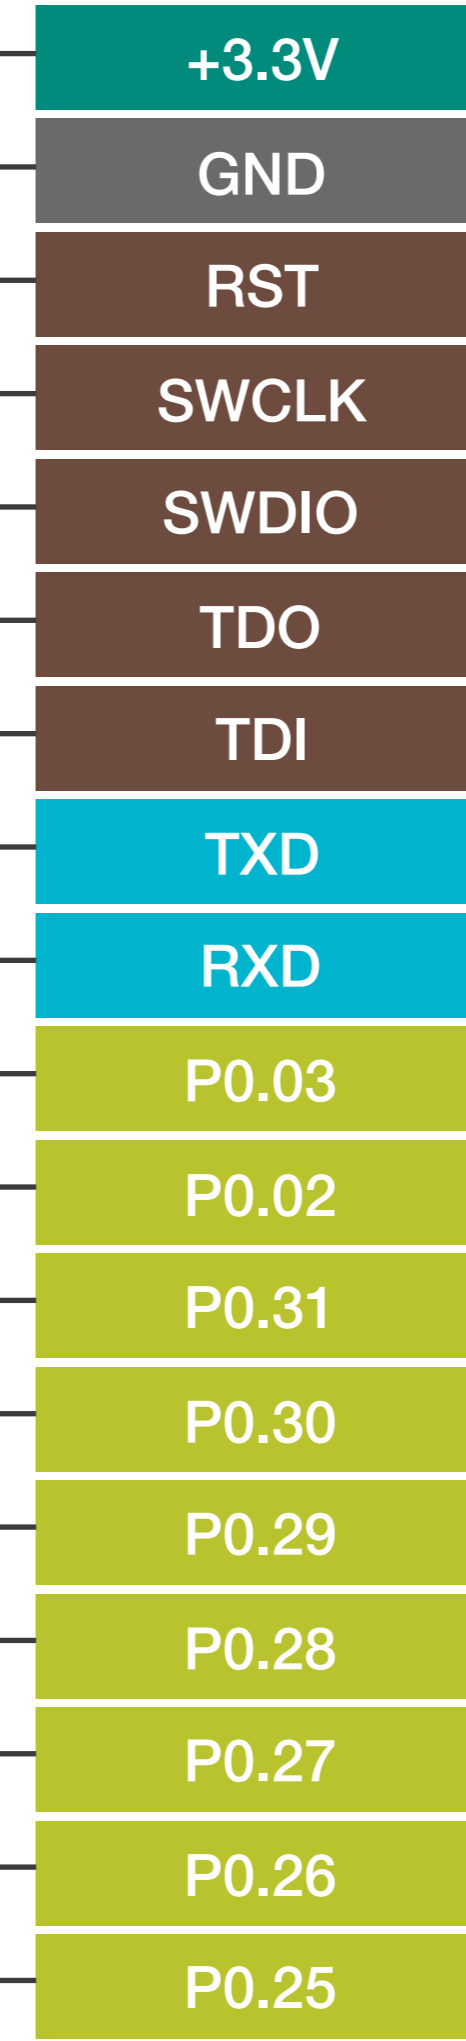 +3.3V
GND
RST
SWCLK
SWDIO
TDO
TDI
TXD
RXD
P0.03
P0.02
P0.31
P0.30
P0.29
P0.28
P0.27
P0.26
P0.25